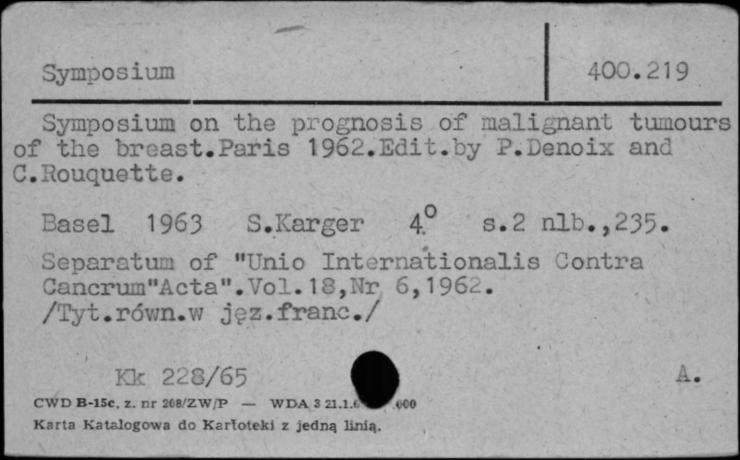 Symposium
400.219
Symposium on the prognosis of malignant tumours
of the breast.Paris 1962.Edit.by P.Denoix and
C.Rouquette.
Basel 1963 S.Karger 4° s.2 nlb.,235.
Separatum of "Unio Internationalis Contra
Cancrum"Acta".Vol.18,Nr 6,1962.
/Tyt.równ.w jęz.franc./
Kk 228/65
A.
CWD B-15c, z. nr 208/ZW/P — WDA 3 21.1. 000
Karta Katalogowa do Kartoteki z jedną linią.